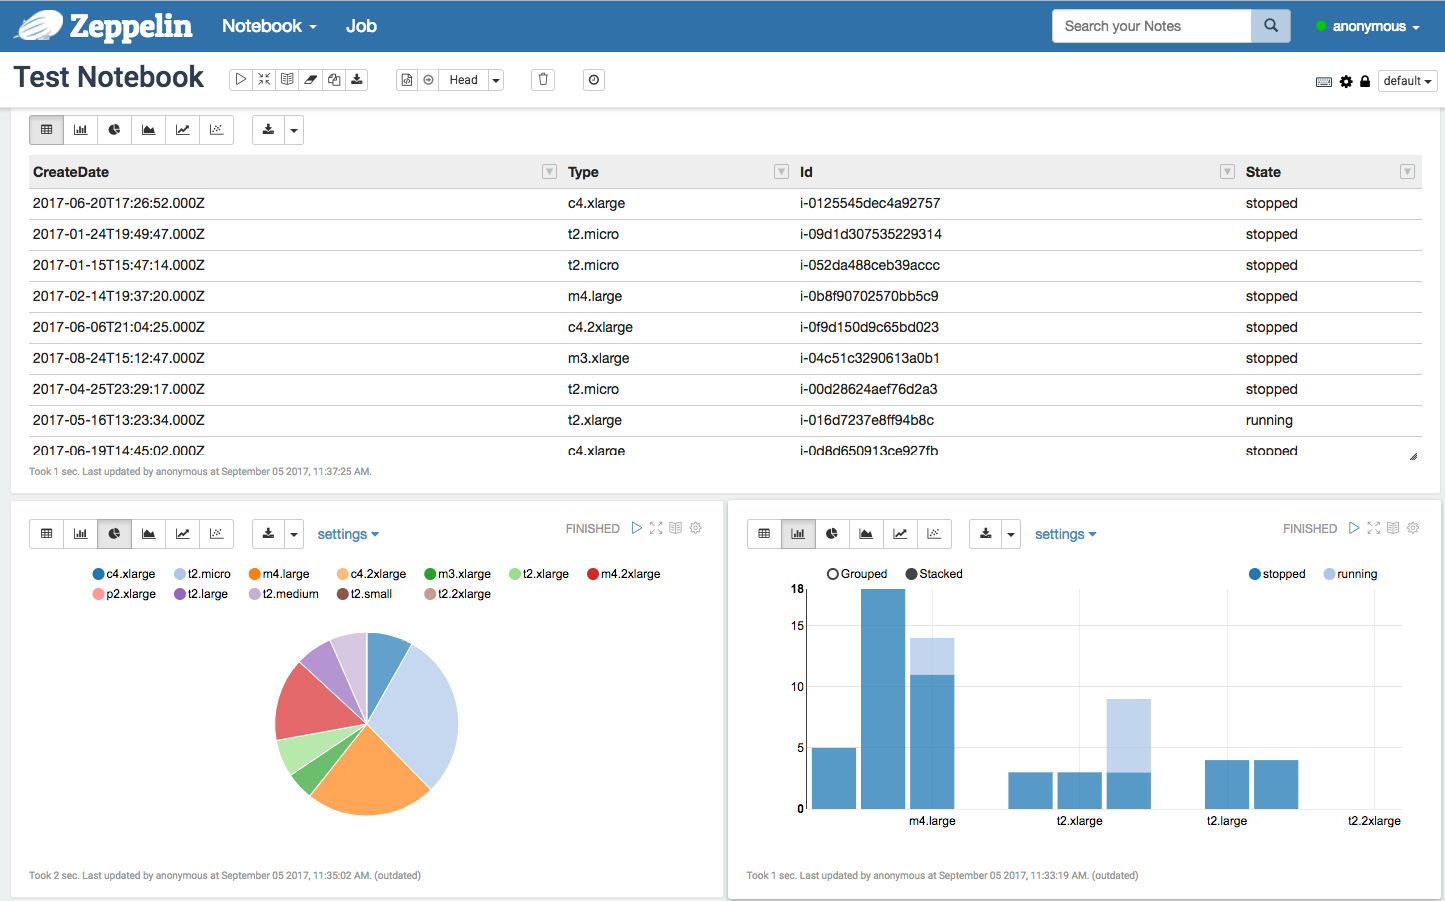 Zeppelin Notebook Job Search your Notes anonymous
Test Notebook Head default
CreateDate Type Id State
2017-06-20T17:26:52.000Z c4.xlarge i-0125545dec4a92757 stopped
2017-01-24T19:49:47.000Z t2.micro i-09d1d307535229314 stopped
2017-01-15T15:47:14.000Z t2.micro i-052da488ceb39accc stopped
2017-02-14T19:37:20.000Z m4.large i-0b8f90702570bb5c9 stopped
2017-06-06T21:04:25.000Z c4.2xlarge i-0f9d150d9c65bd023 stopped
2017-08-24T15:12:47.000Z m3.xlarge i-04c51c3290613a0b1 stopped
2017-04-25T23:29:17.000Z t2.micro i-00d28624aef76d2a3 stopped
2017-05-16T13:23:34.000Z t2.xlarge i-016d7237e8ff94b8c running
2017-06-19T14:45:02.000Z c4.xlarge i-0d8d650913ce927fb stopped
Took 1 sec. Last updated by anonymous at September 05 2017, 11:37:25 AM.
settings FINISHED
c4.xlarge t2.micro m4.large c4.2xlarge m3.xlarge t2.xlarge m4.2xlarge
p2.xlarge t2.large t2.medium t2.small t2.2xlarge
Took 2 sec. Last updated by anonymous at September 05 2017, 11:35:02 AM. (outdated)
settings FINISHED
Grouped Stacked stopped running
18
15
10
5
0
m4.large t2.xlarge t2.large t2.2xlarge
Took 1 sec. Last updated by anonymous at September 05 2017, 11:33:19 AM. (outdated)